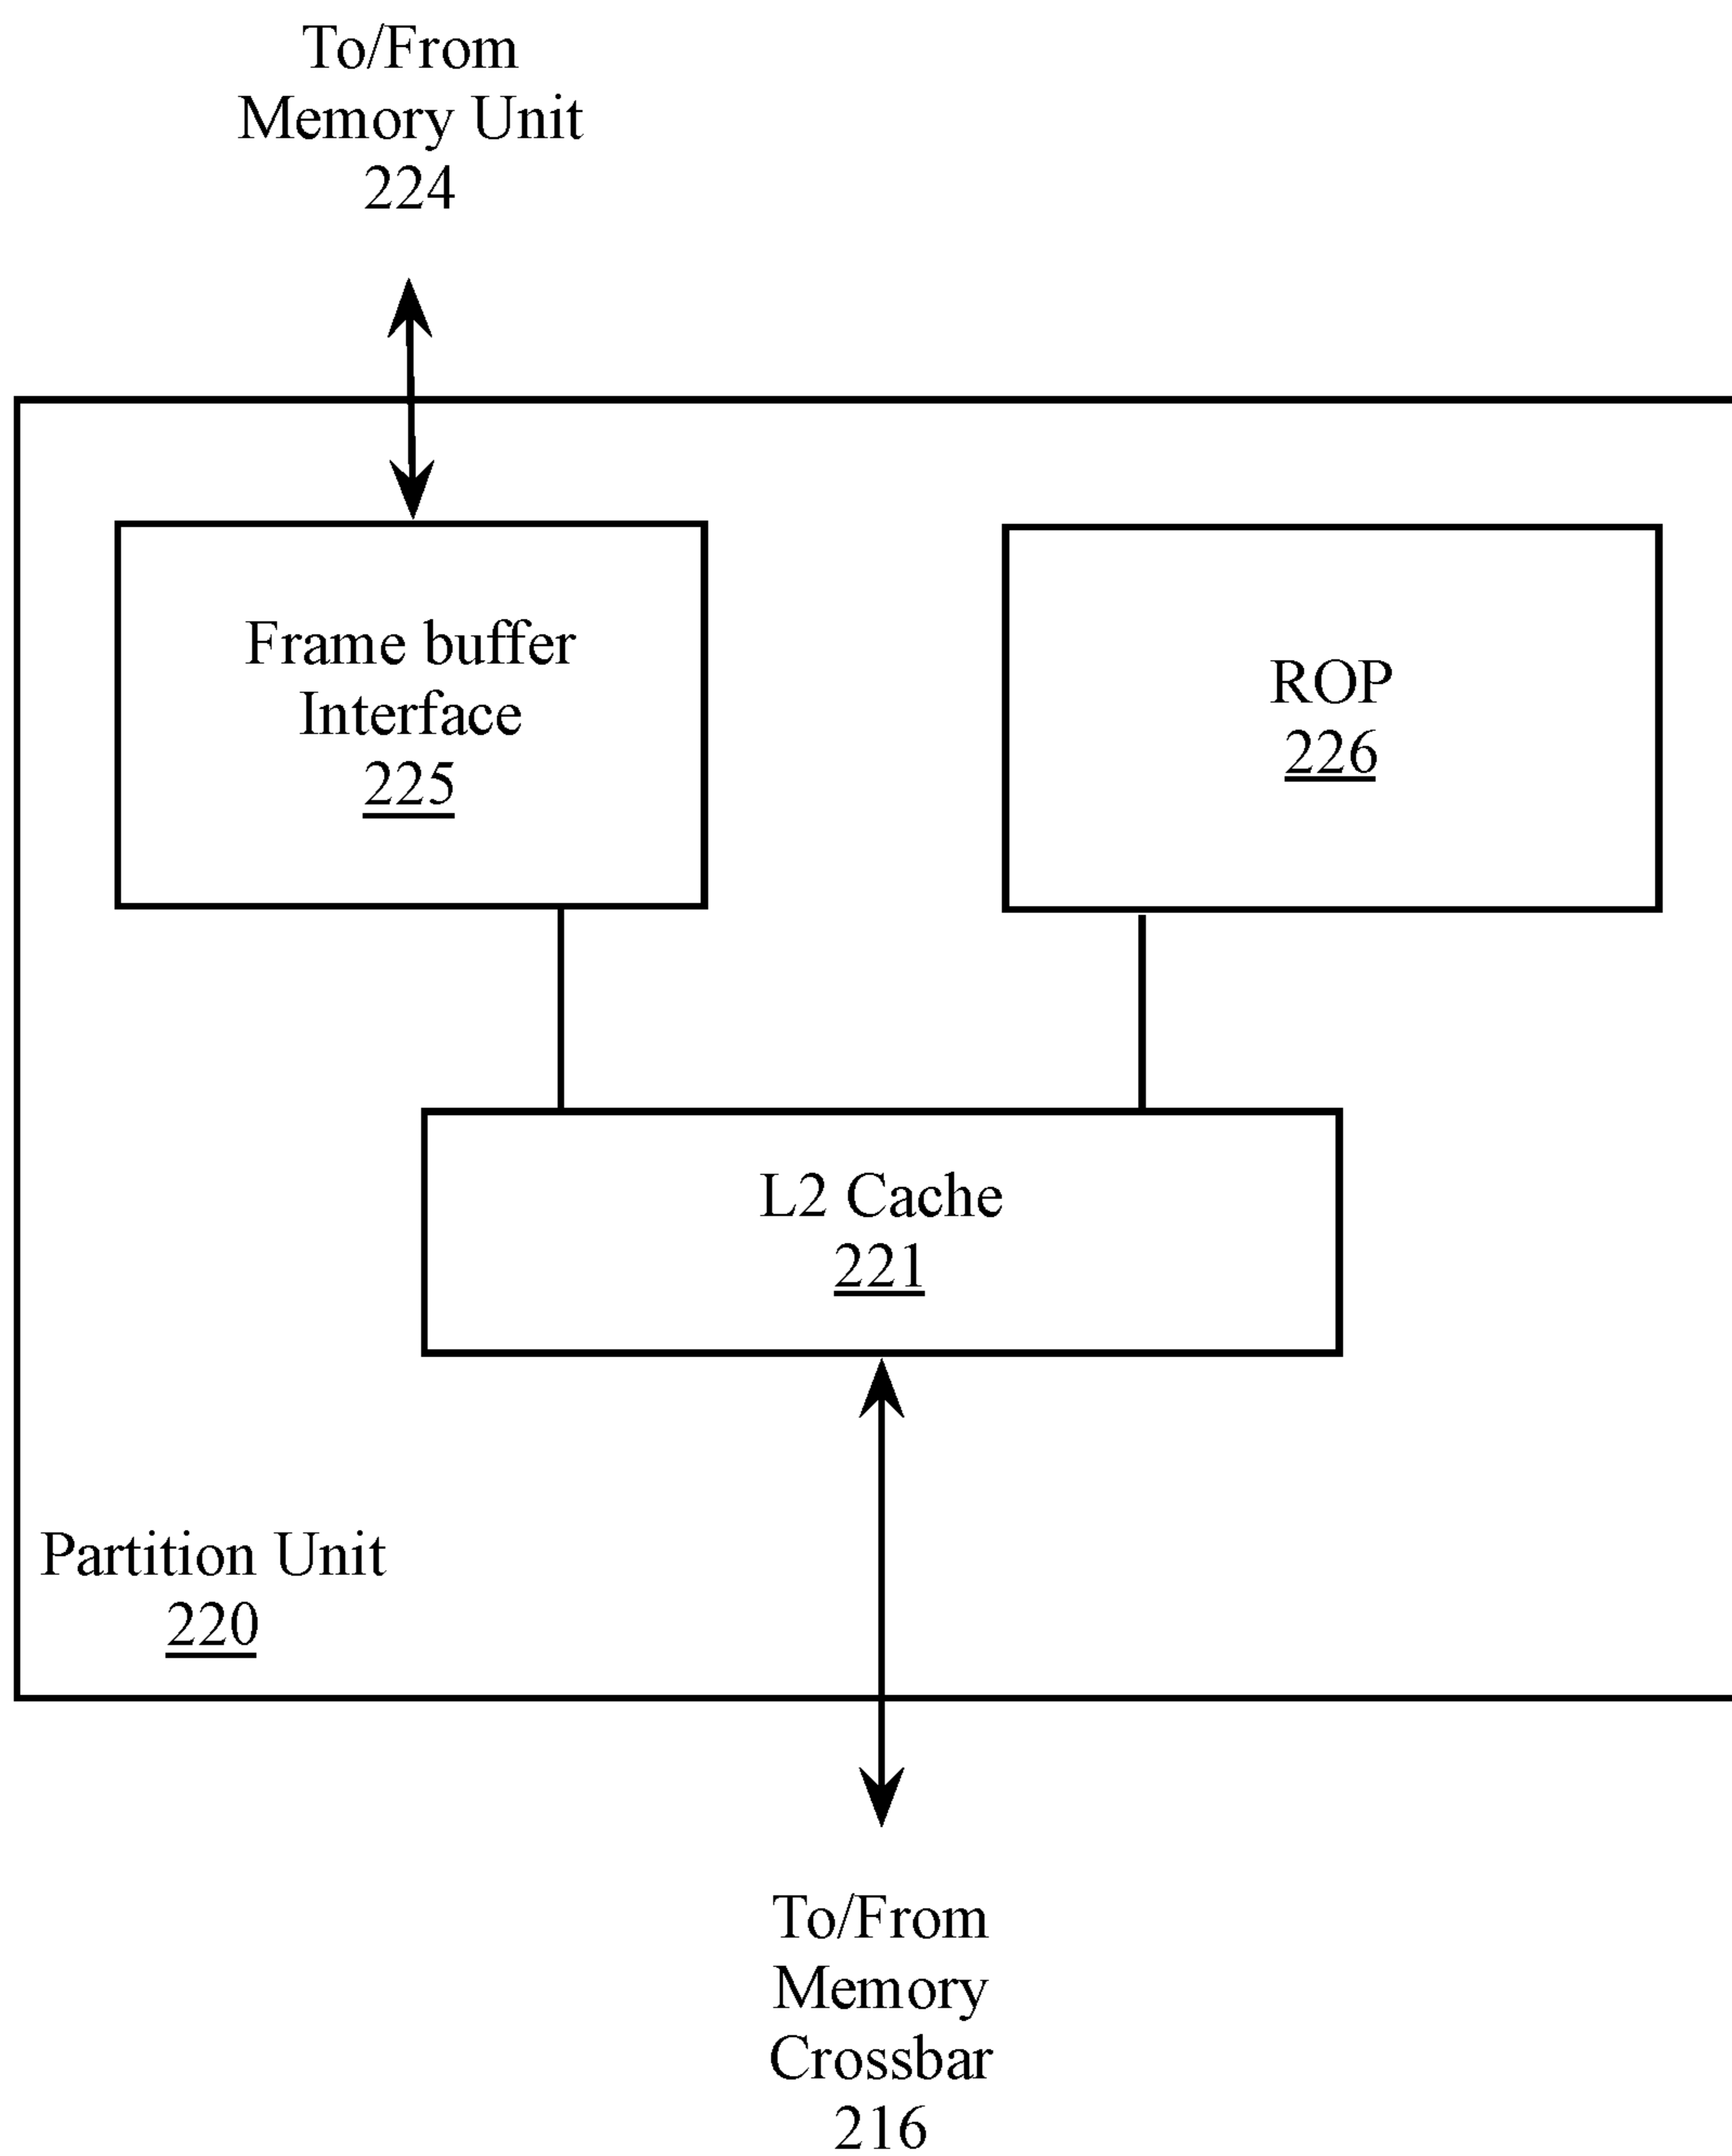 To/From
Memory Unit
224
Frame buffer
Interface
225
ROP
226
L2 Cache
221
Partition Unit
220
To/From
Memory
Crossbar
216